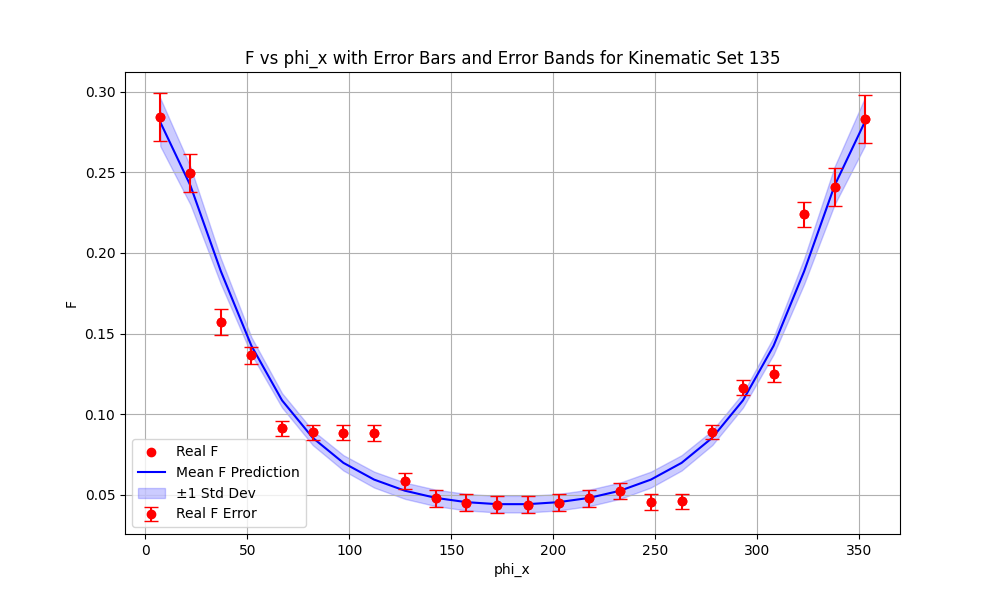 F vs phi_x with Error Bars and Error Bands for Kinematic Set 135
F
0.30
0.25
0.20
0.15
0.10
0.05
Real F
Mean F Prediction
±1 Std Dev
Real F Error
0 50 100 150 200 250 300 350
phi_x